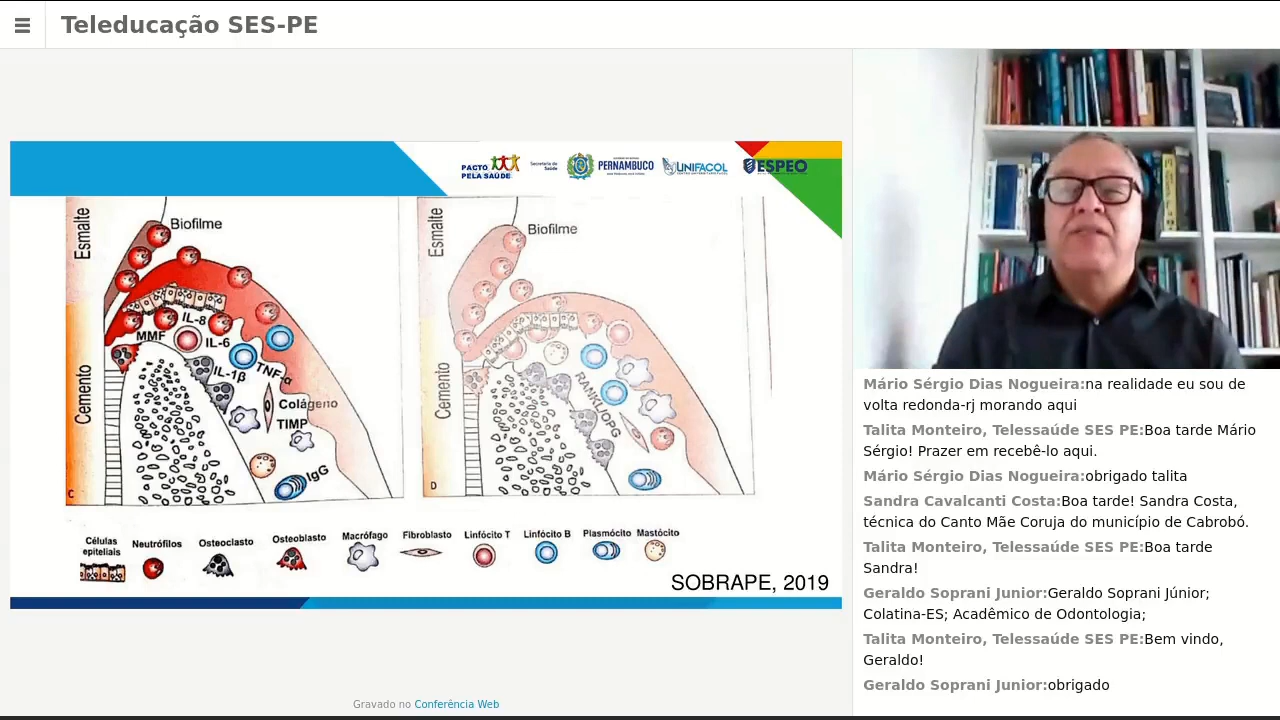 Teleducação SES-PE
PACTO
PELA SAÚDE
Secretaria de
Saúde
PERNAMBUCO
UNIFACOL
ESPEO
Esmalte
Biofilme
IL-8
MMF
IL-6
IL-1β
TNF-α
Colágeno
TIMP
Cemento
IgG
C
Esmalte
Biofilme
Cemento
D
Células
epiteliais
Neutrófilos
Osteoclasto
Osteoblasto
Macrófago
Fibroblasto
Linfócito T
Linfócito B
Plasmócito
Mastócito
SOBRAPE, 2019
Gravado no Conferência Web
Mário Sérgio Dias Nogueira:na realidade eu sou de
volta redonda-rj morando aqui
Talita Monteiro, Telessaúde SES PE:Boa tarde Mário
Sérgio! Prazer em recebê-lo aqui.
Mário Sérgio Dias Nogueira:obrigado talita
Sandra Cavalcanti Costa:Boa tarde! Sandra Costa,
técnica do Canto Mãe Coruja do município de Cabrobó.
Talita Monteiro, Telessaúde SES PE:Boa tarde
Sandra!
Geraldo Soprani Junior:Geraldo Soprani Júnior;
Colatina-ES; Acadêmico de Odontologia;
Talita Monteiro, Telessaúde SES PE:Bem vindo,
Geraldo!
Geraldo Soprani Junior:obrigado